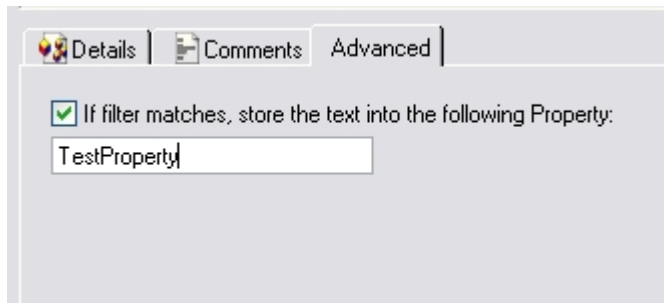 Details Comments Advanced
If filter matches, store the text into the following Property:
TestProperty